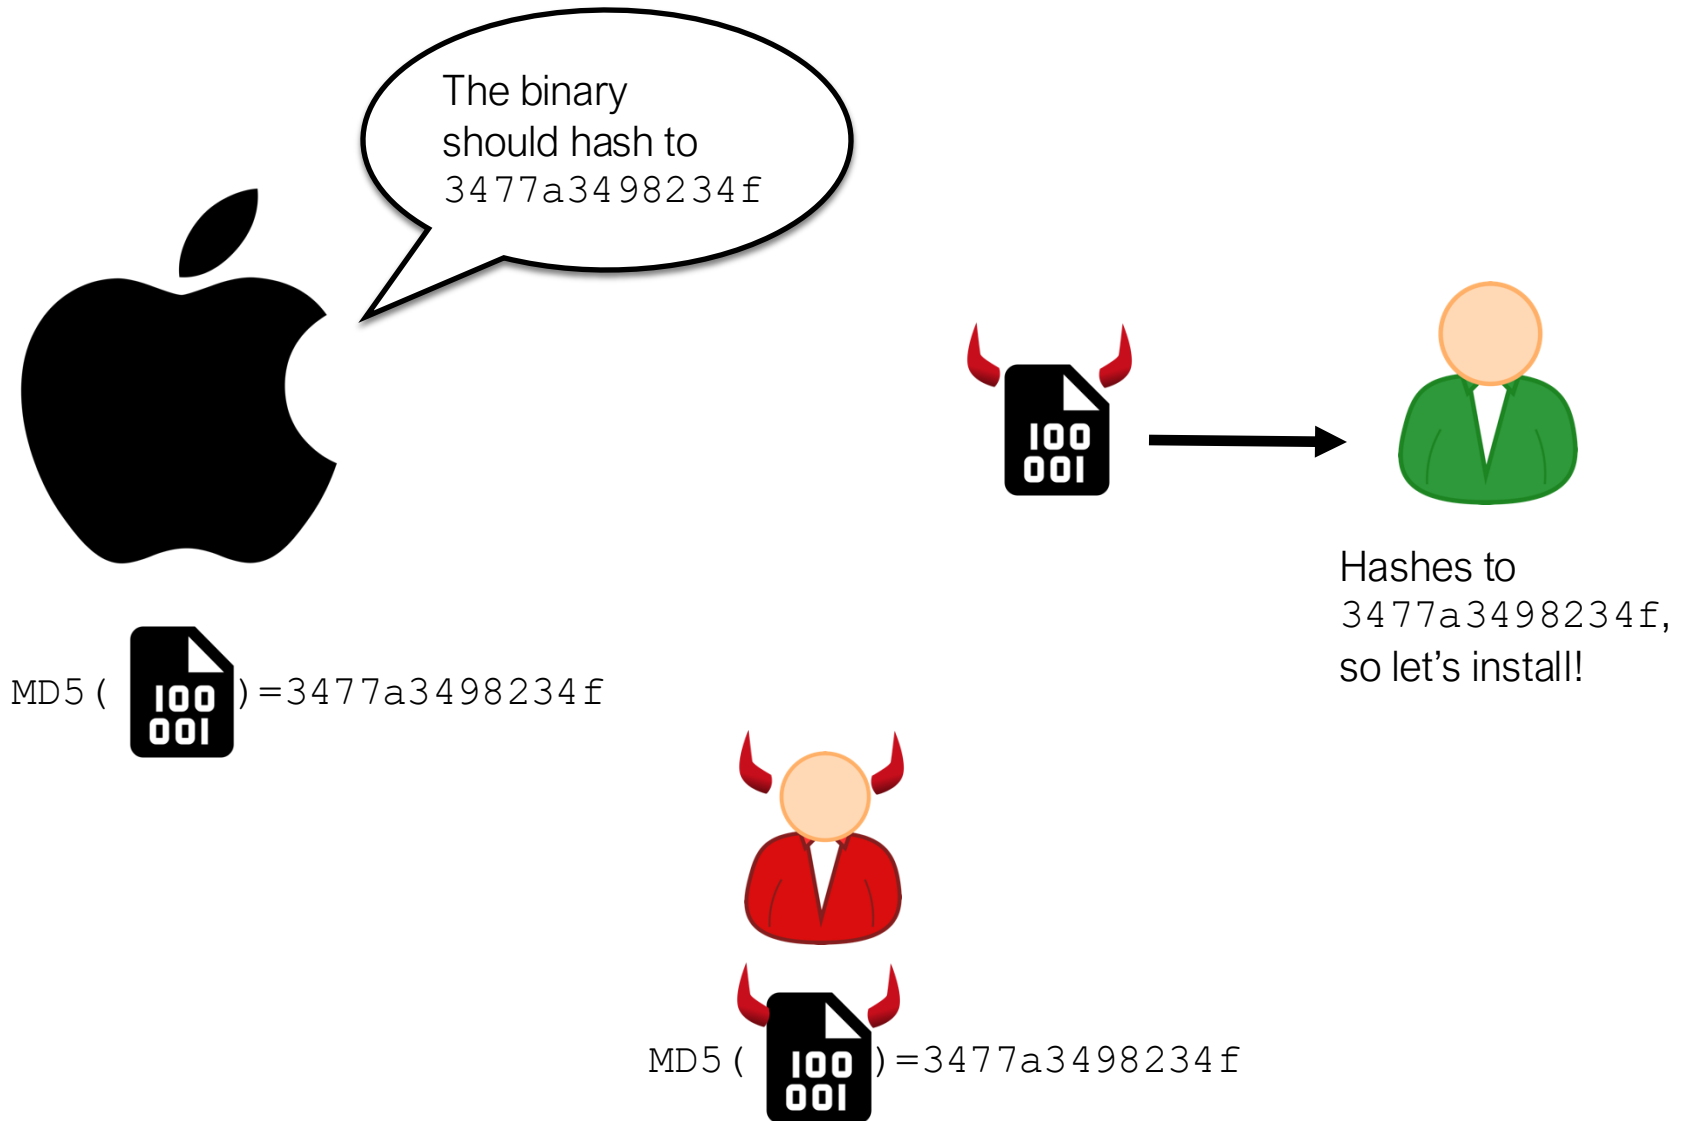 The binary
should hash to
3477a3498234f
100
001
Hashes to
3477a3498234f,
so let’s install!
MD5( 100 001 )=3477a3498234f
MD5( 100 001 )=3477a3498234f